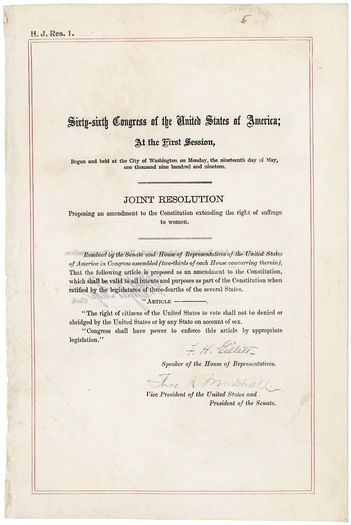 5
H. J. Res. 1.
Sixty-sixth Congress of the United States of America;
At the First Session,
Begun and held at the City of Washington on Monday, the nineteenth day of May,
one thousand nine hundred and nineteen.
JOINT RESOLUTION
Proposing an amendment to the Constitution extending the right of suffrage
to women.
Resolved by the Senate and House of Representatives of the United States
of America in Congress assembled (two-thirds of each House concurring therein),
That the following article is proposed as an amendment to the Constitution,
which shall be valid to all intents and purposes as part of the Constitution when
ratified by the legislatures of three-fourths of the several States.
"ARTICLE ————.
"The right of citizens of the United States to vote shall not be denied or
abridged by the United States or by any State on account of sex.
"Congress shall have power to enforce this article by appropriate
legislation."
F. H. Gillett
Speaker of the House of Representatives.
Thos. R. Marshall
Vice President of the United States and
President of the Senate.